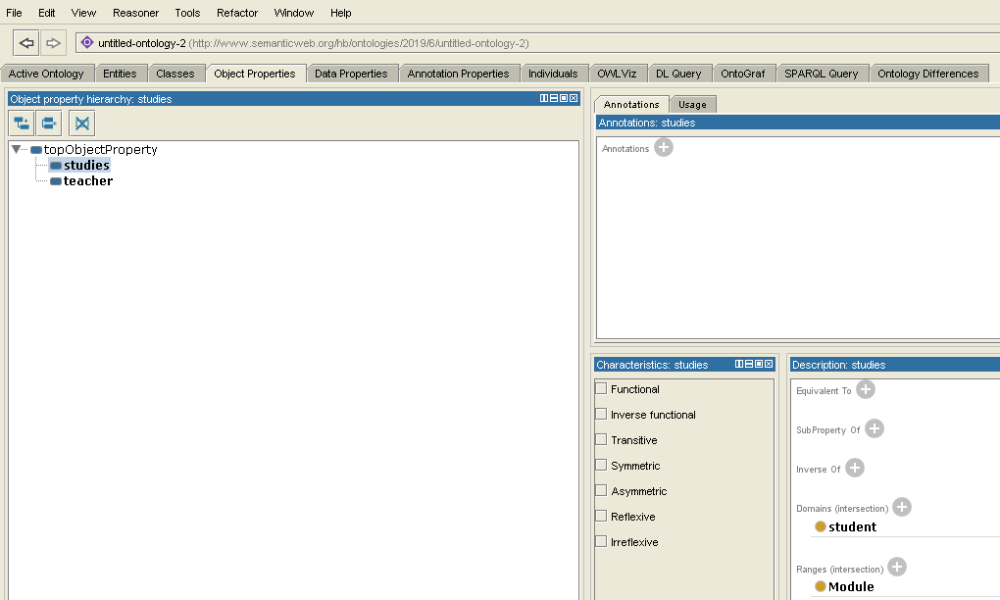 File Edit View Reasoner Tools Refactor Window Help
untitled-ontology-2 (http://www.semanticweb.org/hb/ontologies/2019/6/untitled-ontology-2)
Active Ontology Entities Classes Object Properties Data Properties Annotation Properties Individuals OWLViz DL Query OntoGraf SPARQL Query Ontology Differences
Object property hierarchy: studies
topObjectProperty
studies
teacher
Annotations Usage
Annotations: studies
Annotations
Characteristics: studies
Functional
Inverse functional
Transitive
Symmetric
Asymmetric
Reflexive
Irreflexive
Description: studies
Equivalent To
SubProperty Of
Inverse Of
Domains (intersection)
student
Ranges (intersection)
Module